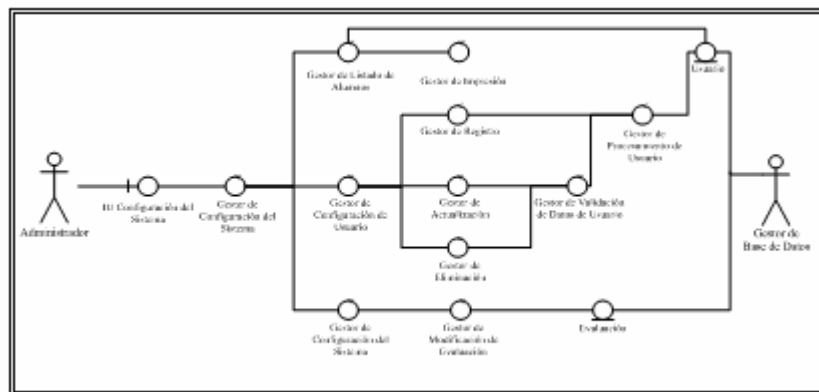 Gestor de Listado de
Alumnos
Gestor de Impresión
Usuario
Gestor de Registro
Gestor de
Procesamiento de
Usuario
Administrador
IU Configuración del
Sistema
Gestor de
Configuración del
Sistema
Gestor de
Configuración de
Usuario
Gestor de
Actualización
Gestor de Validación
de Datos de Usuario
Gestor de
Base de Datos
Gestor de
Eliminación
Gestor de
Configuración del
Sistema
Gestor de
Modificación de
Evaluación
Evaluación